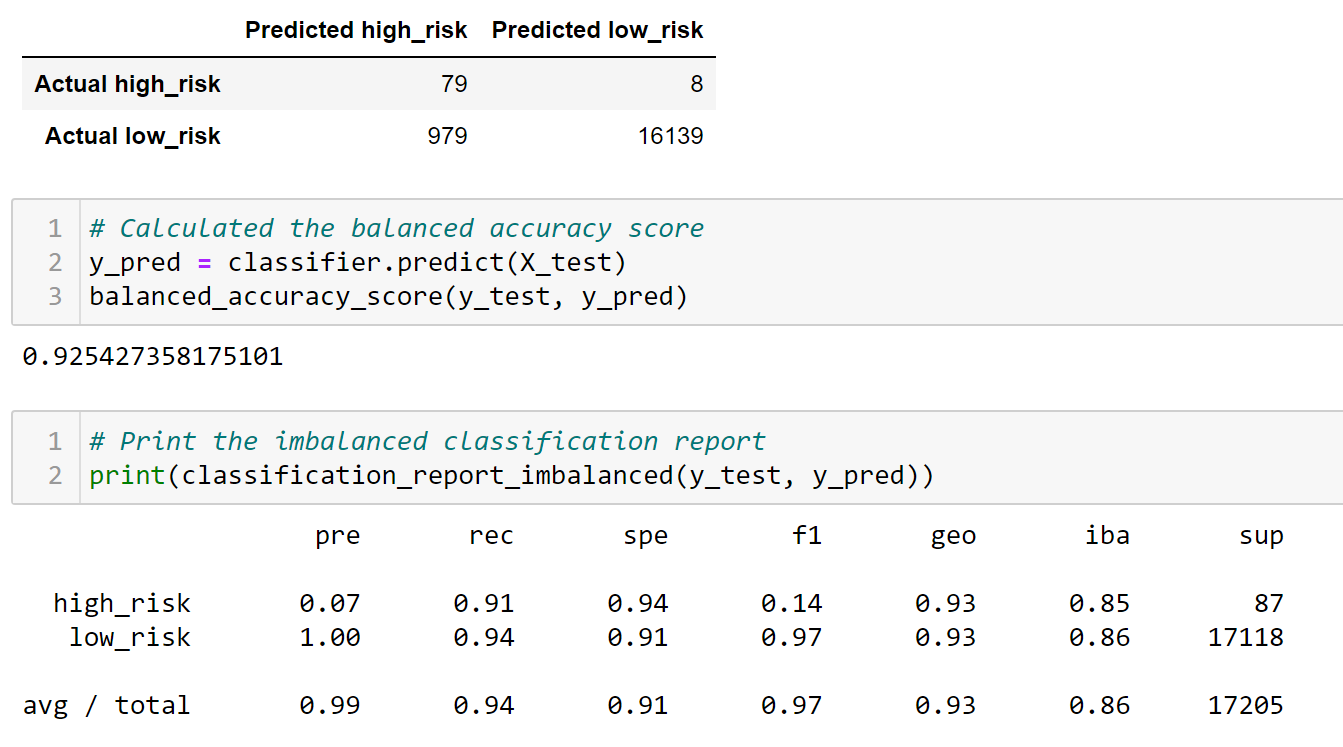 Predicted high_risk Predicted low_risk
Actual high_risk 79 8
Actual low_risk 979 16139
1 # Calculated the balanced accuracy score
2 y_pred = classifier.predict(X_test)
3 balanced_accuracy_score(y_test, y_pred)
0.925427358175101
1 # Print the imbalanced classification report
2 print(classification_report_imbalanced(y_test, y_pred))
pre rec spe f1 geo iba sup
high_risk 0.07 0.91 0.94 0.14 0.93 0.85 87
low_risk 1.00 0.94 0.91 0.97 0.93 0.86 17118
avg / total 0.99 0.94 0.91 0.97 0.93 0.86 17205